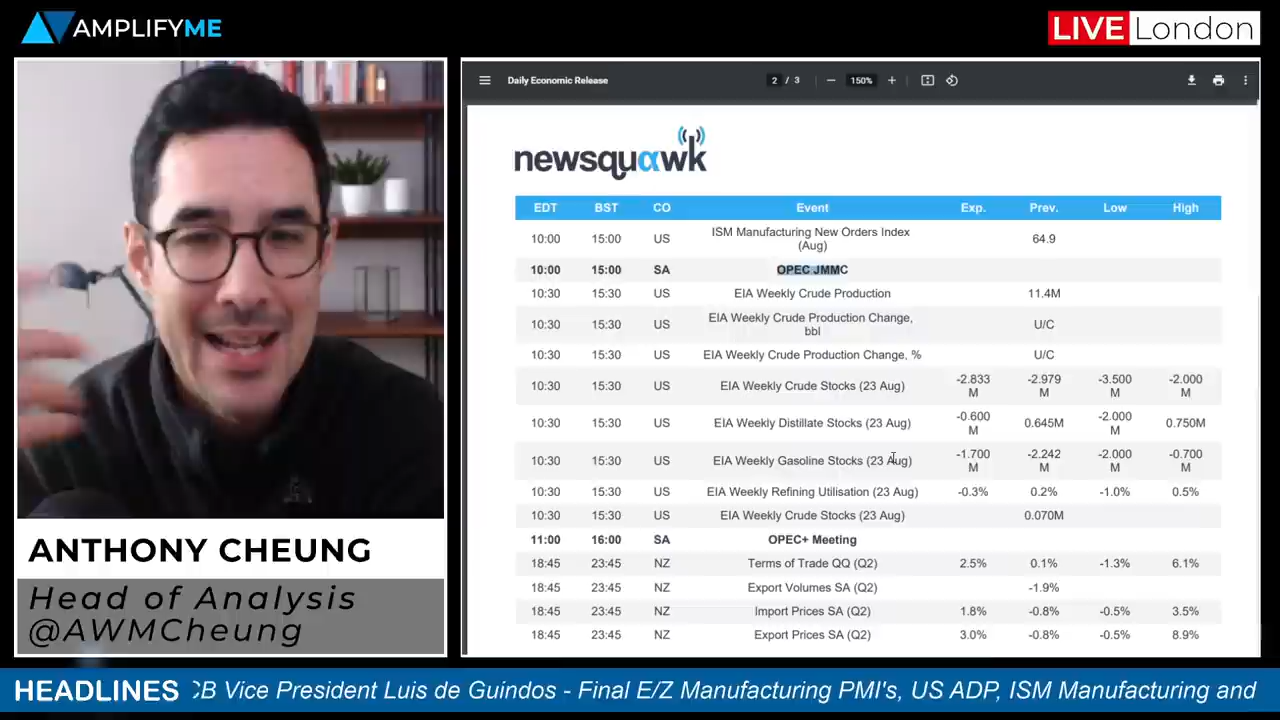 AMPLIFYME
LIVE London
Daily Economic Release
2 / 3
150%
newsquawk
EDT BST CO Event Exp. Prev. Low High
10:00 15:00 US ISM Manufacturing New Orders Index (Aug) 64.9
10:00 15:00 SA OPEC JMMC
10:30 15:30 US EIA Weekly Crude Production 11.4M
10:30 15:30 US EIA Weekly Crude Production Change, bbl U/C
10:30 15:30 US EIA Weekly Crude Production Change, % U/C
10:30 15:30 US EIA Weekly Crude Stocks (23 Aug) -2.833 M -2.979 M -3.500 M -2.000 M
10:30 15:30 US EIA Weekly Distillate Stocks (23 Aug) -0.600 M 0.645M -2.000 M 0.750M
10:30 15:30 US EIA Weekly Gasoline Stocks (23 Aug) -1.700 M -2.242 M -2.000 M -0.700 M
10:30 15:30 US EIA Weekly Refining Utilisation (23 Aug) -0.3% 0.2% -1.0% 0.5%
10:30 15:30 US EIA Weekly Crude Stocks (23 Aug) 0.070M
11:00 16:00 SA OPEC+ Meeting
18:45 23:45 NZ Terms of Trade QQ (Q2) 2.5% 0.1% -1.3% 6.1%
18:45 23:45 NZ Export Volumes SA (Q2) -1.9%
18:45 23:45 NZ Import Prices SA (Q2) 1.8% -0.8% -0.5% 3.5%
18:45 23:45 NZ Export Prices SA (Q2) 3.0% -0.8% -0.5% 8.9%
ANTHONY CHEUNG
Head of Analysis
@AWMCheung
HEADLINES CB Vice President Luis de Guindos - Final E/Z Manufacturing PMI's, US ADP, ISM Manufacturing and